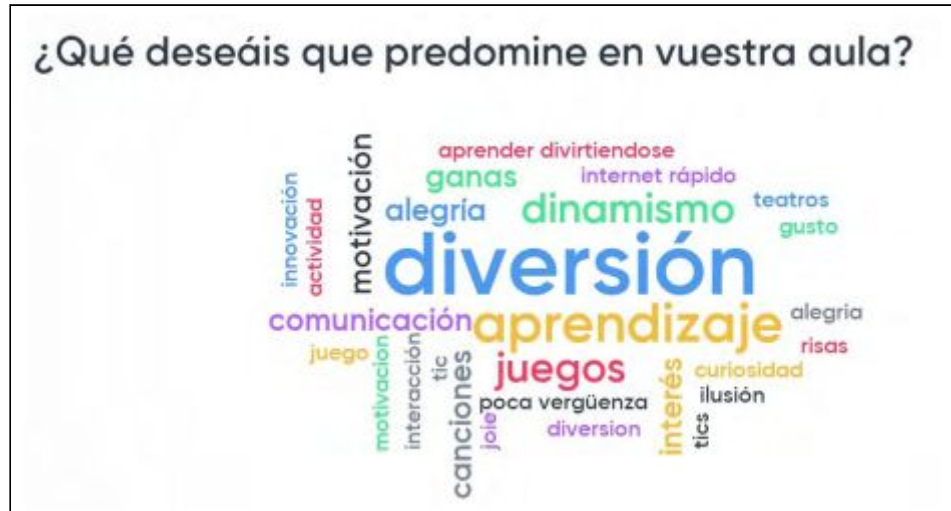 ¿Qué deseáis que predomine en vuestra aula?
aprender divirtiendose
ganas
internet rápido
innovación
actividad
motivación
alegría
dinamismo
teatros
gusto
diversión
comunicación
aprendizaje
alegria
risas
juego
motivacion
interacción
tic
canciones
juegos
interés
curiosidad
poca vergüenza
ilusión
joie
diversion
tics